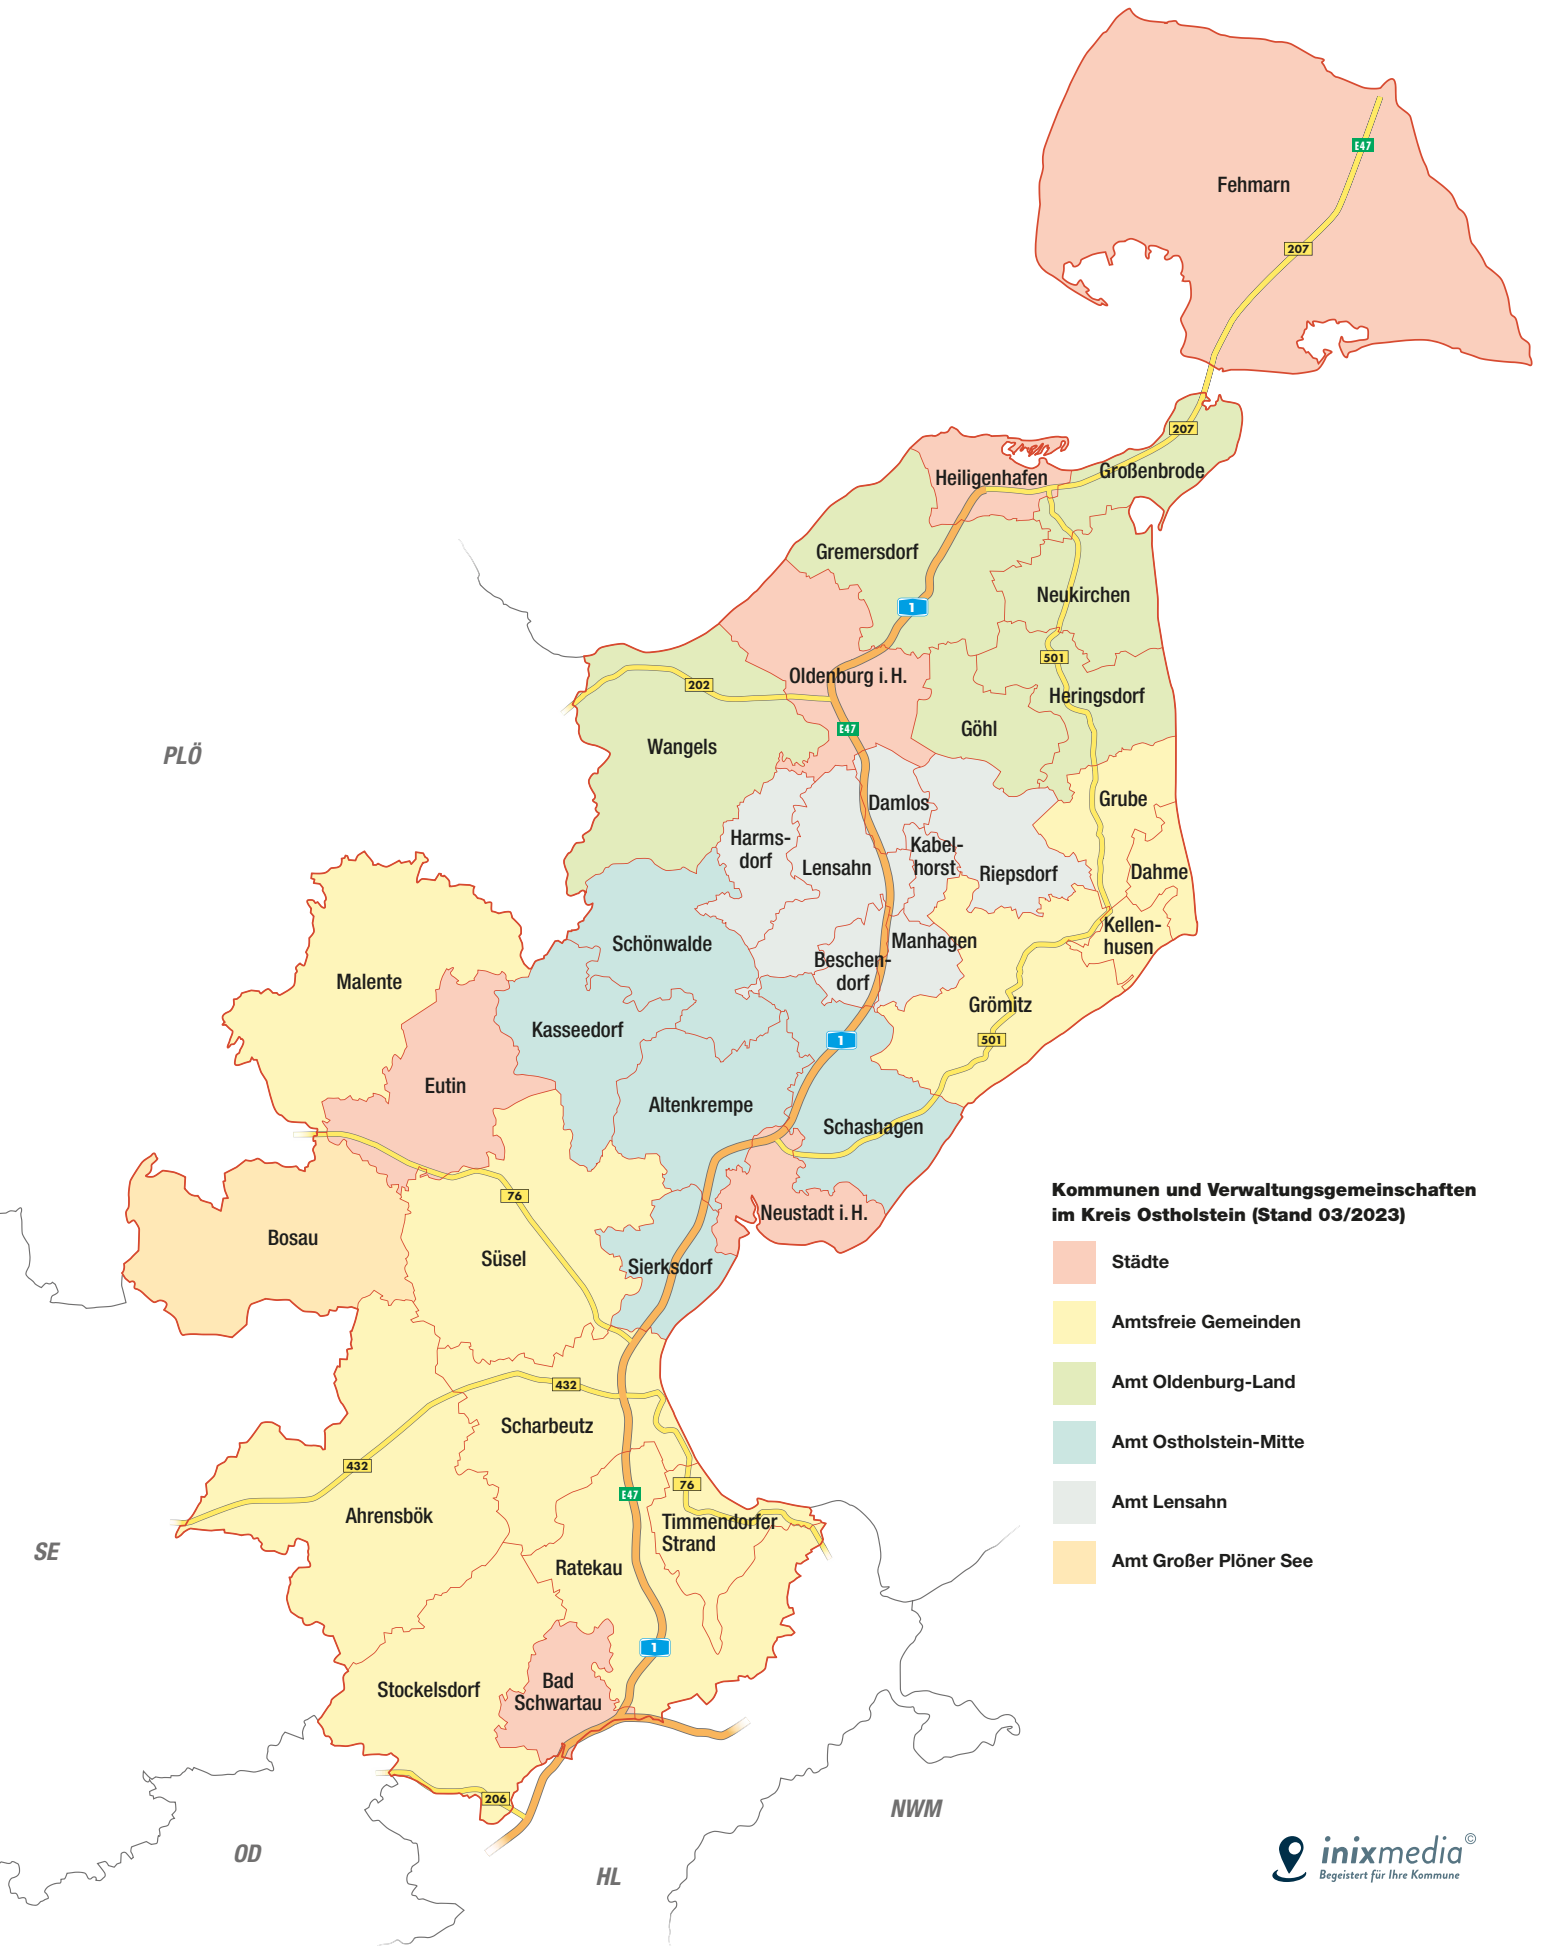 E47
Fehmarn
207
207
Großenbrode
Heiligenhafen
Gremersdorf
Neukirchen
1
501
Oldenburg i. H.
202
Heringsdorf
E47
Göhl
Wangels
PLÖ
Grube
Damlos
Harms-
dorf
Kabel-
horst
Lensahn
Riepsdorf
Dahme
Kellen-
husen
Schönwalde
Manhagen
Beschen-
dorf
Malente
Grömitz
Kasseedorf
1
501
Eutin
Altenkrempe
Schashagen
76
Neustadt i. H.
Bosau
Süsel
Sierksdorf
Kommunen und Verwaltungsgemeinschaften
im Kreis Ostholstein (Stand 03/2023)
Städte
Amtsfreie Gemeinden
Amt Oldenburg-Land
Amt Ostholstein-Mitte
Amt Lensahn
Amt Großer Plöner See
432
Scharbeutz
432
76
E47
Ahrensbök
Timmendorfer
Strand
SE
Ratekau
1
Stockelsdorf
Bad
Schwartau
206
NWM
OD
HL
inixmedia©
Begeistert für Ihre Kommune